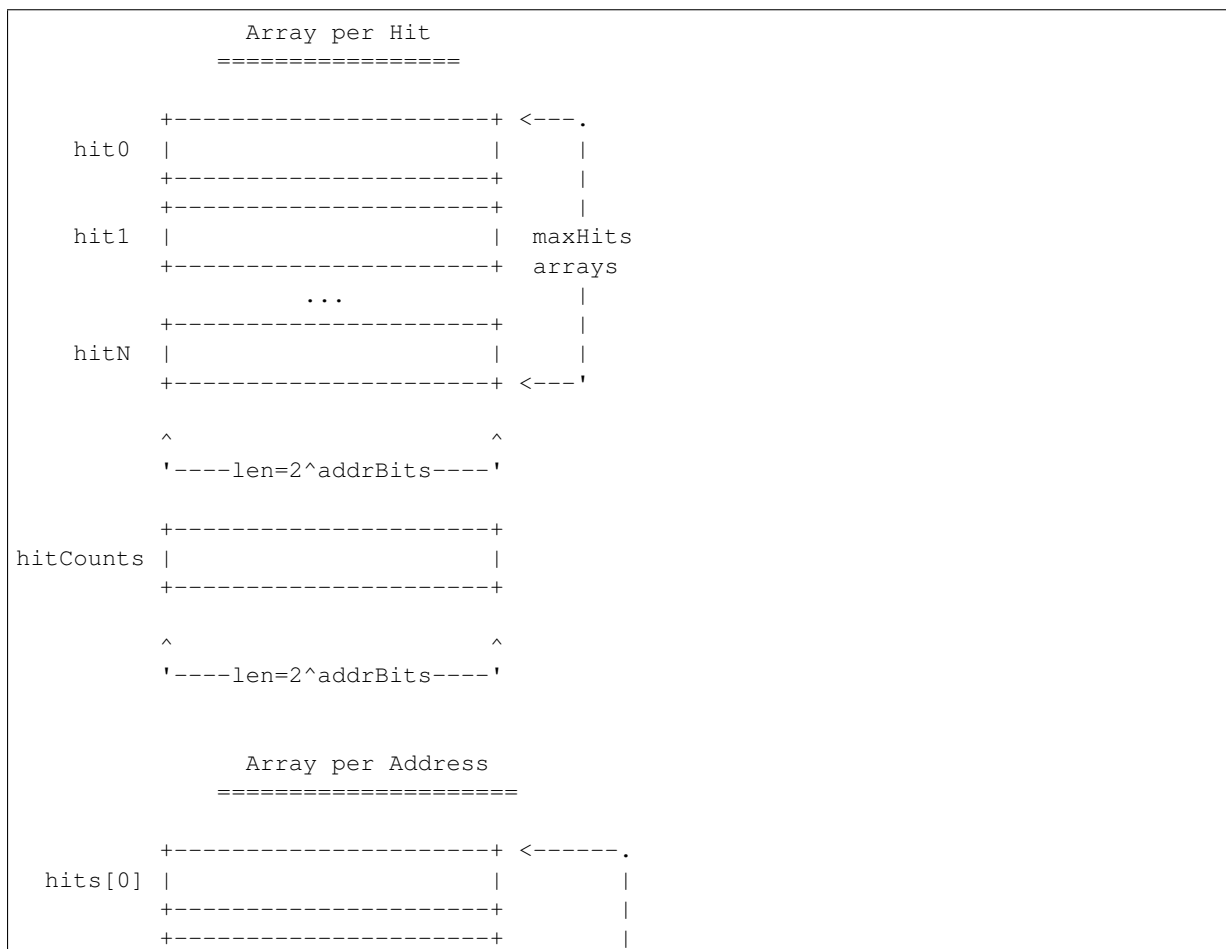 Array per Hit
              =================

          +----------------------+ <---.
    hit0  |                      |     |
          +----------------------+     |
          +----------------------+     |
    hit1  |                      |  maxHits
          +----------------------+  arrays
                    ...                |
          +----------------------+     |
    hitN  |                      |     |
          +----------------------+ <---'

          ^                      ^
          '----len=2^addrBits----'

          +----------------------+
hitCounts |                      |
          +----------------------+

          ^                      ^
          '----len=2^addrBits----'


                Array per Address
              =====================

          +----------------------+ <------.
  hits[0] |                      |        |
          +----------------------+        |
          +----------------------+        |